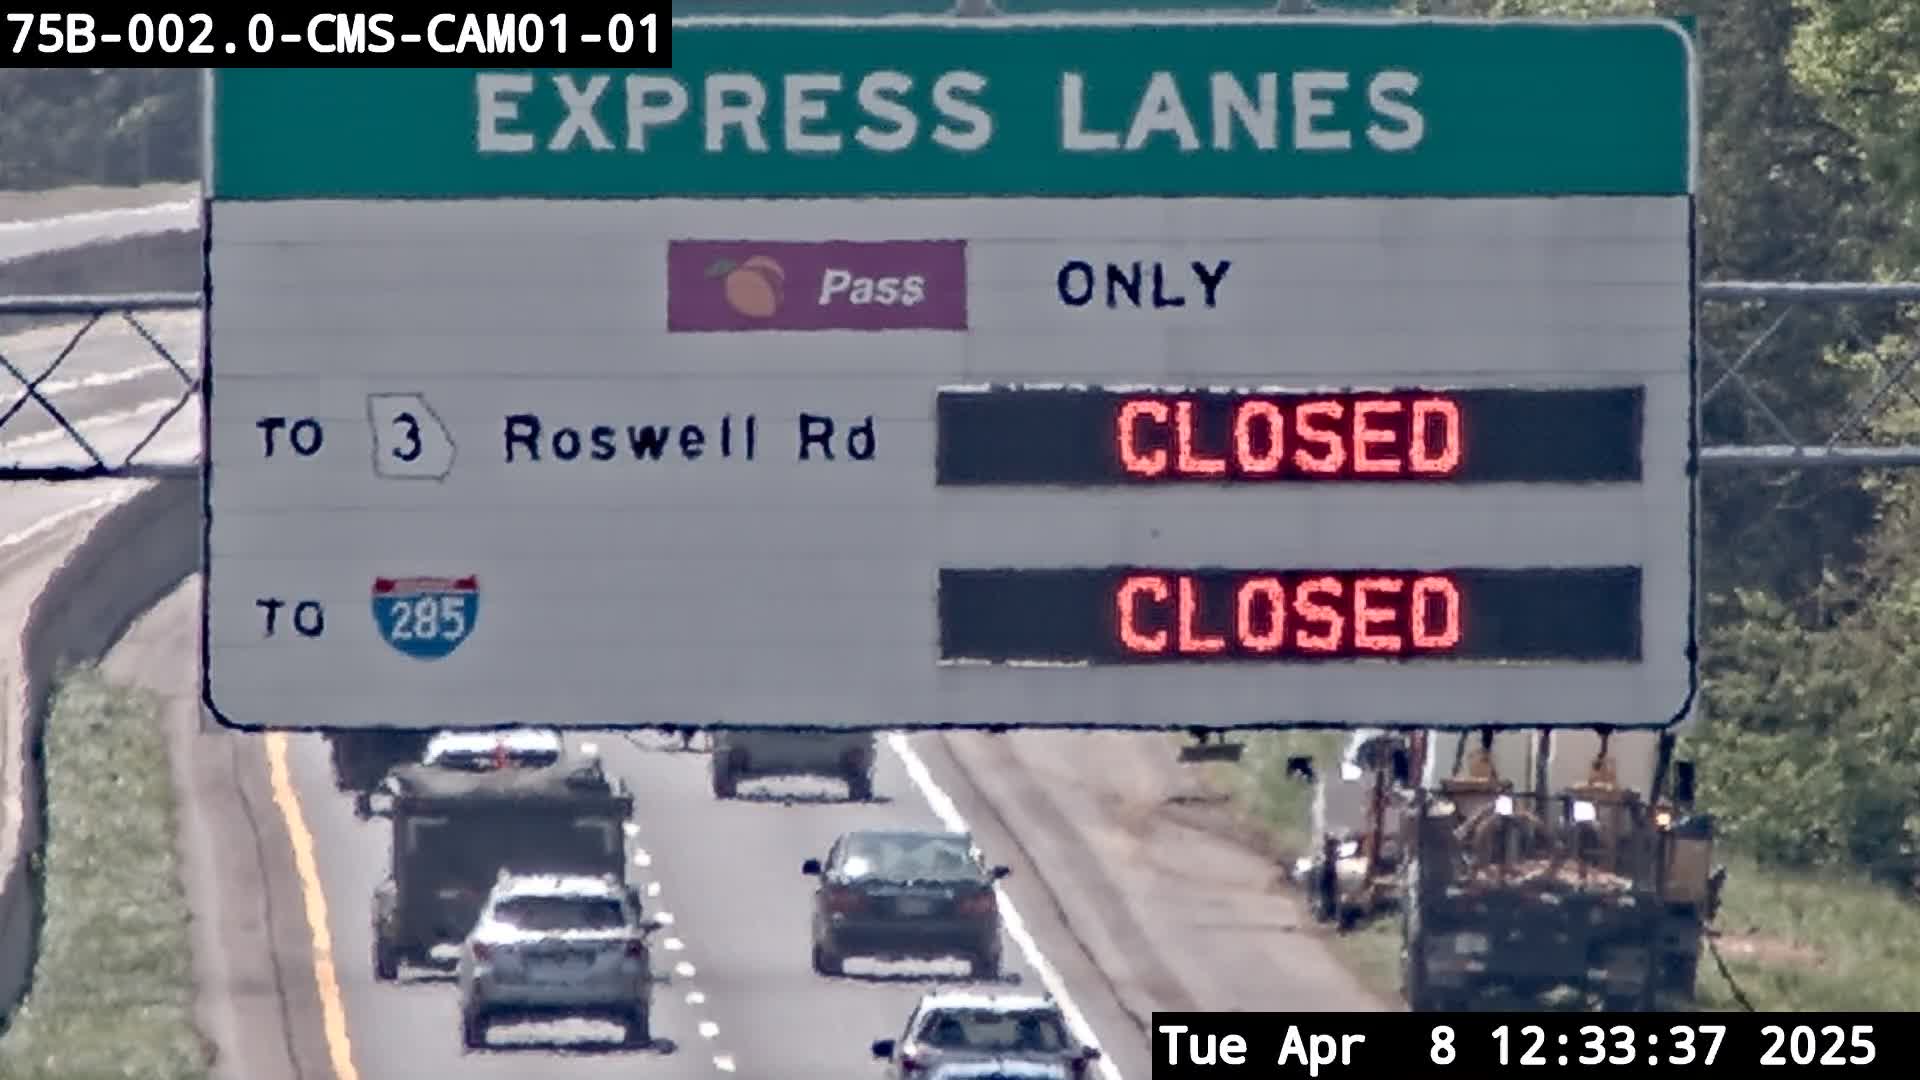 75B-002.0-CMS-CAM01-01
EXPRESS LANES
Pass ONLY
TO 3 Roswell Rd CLOSED
TO 285 CLOSED
Tue Apr 8 12:33:37 2025